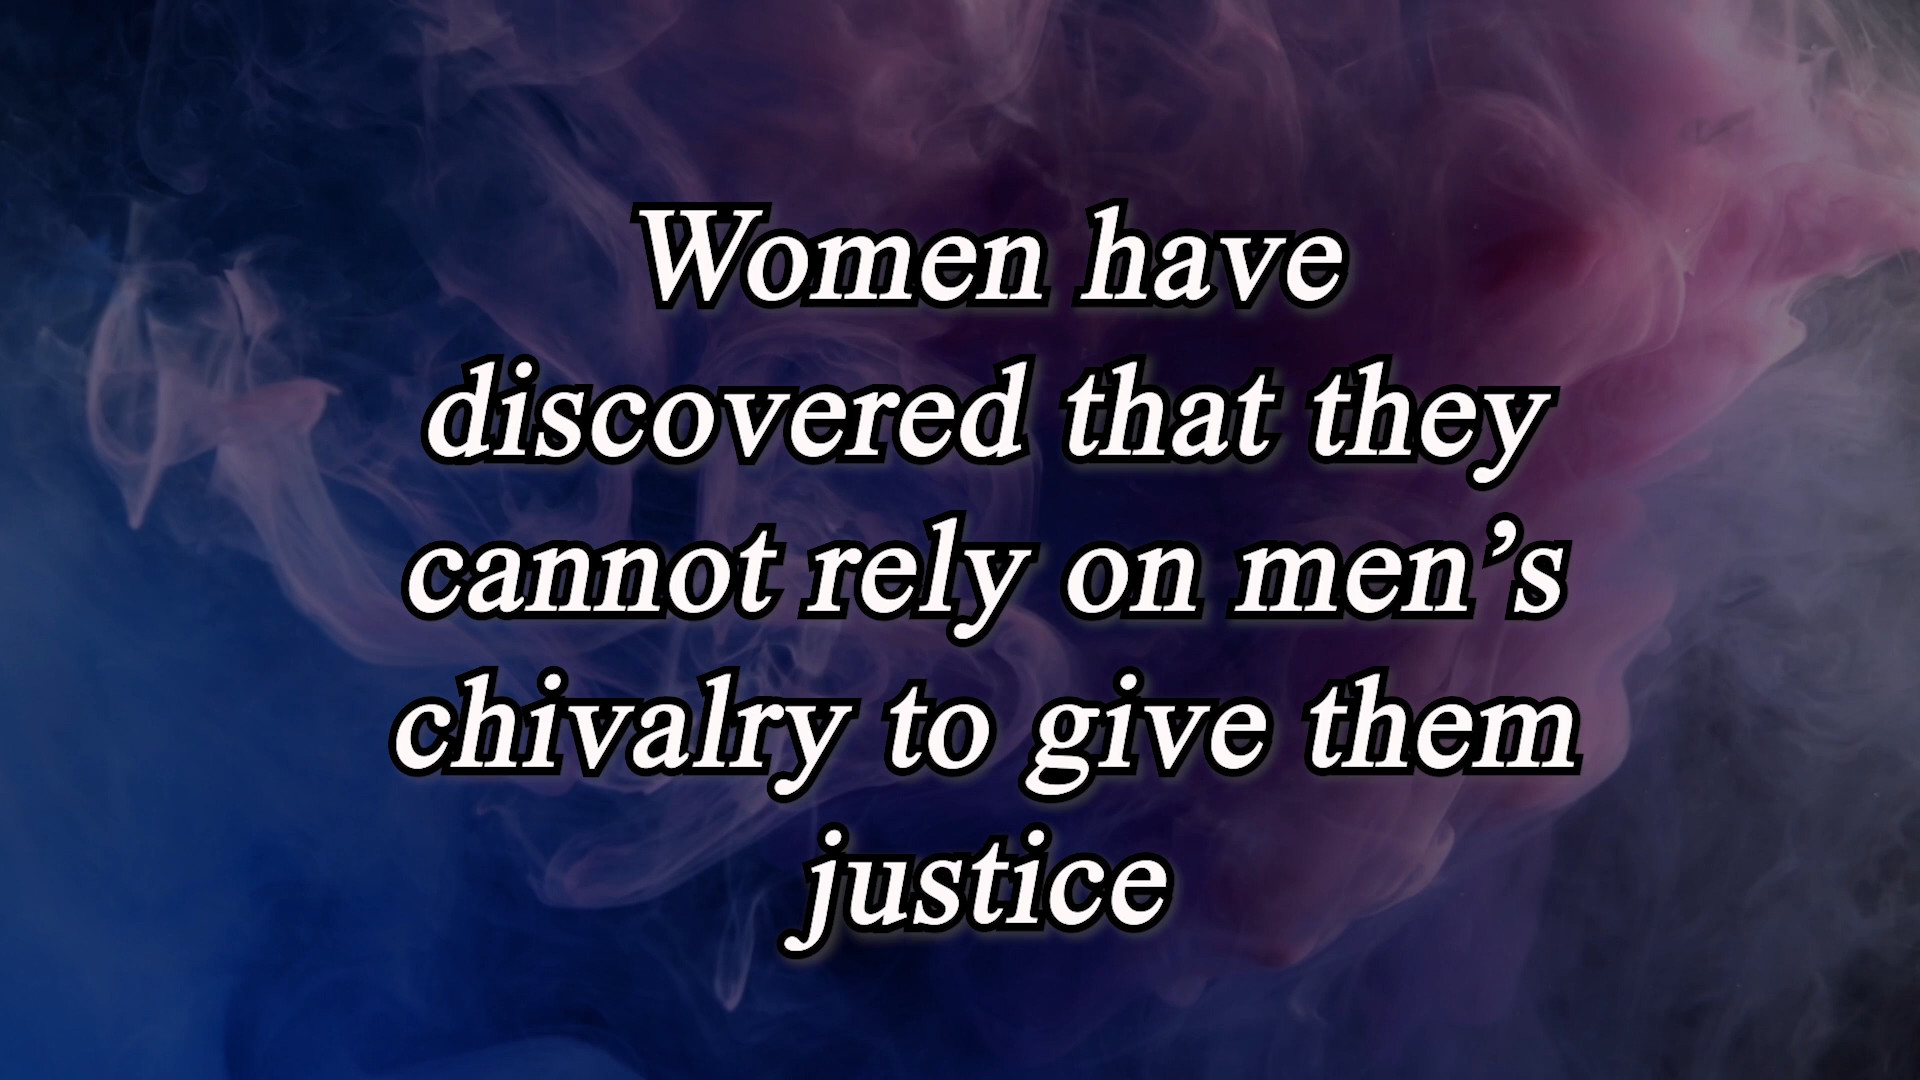 Women have
discovered that they
cannot rely on men’s
chivalry to give them
justice